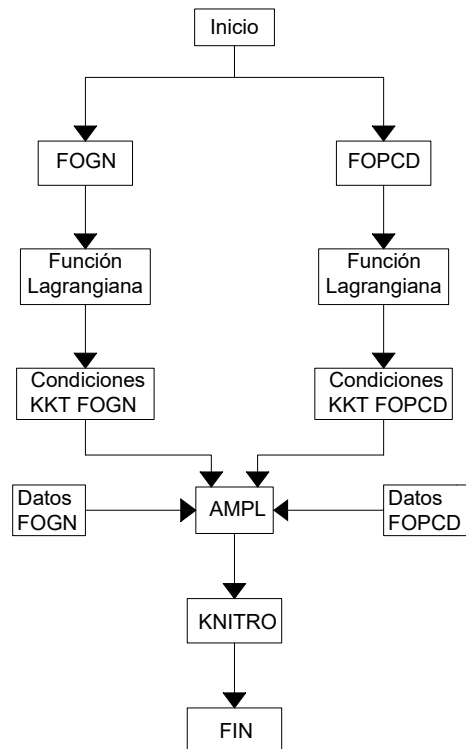 Inicio
FOGN
FOPCD
Función
Lagrangiana
Función
Lagrangiana
Condiciones
KKT FOGN
Condiciones
KKT FOPCD
Datos
FOGN
AMPL
Datos
FOPCD
KNITRO
FIN